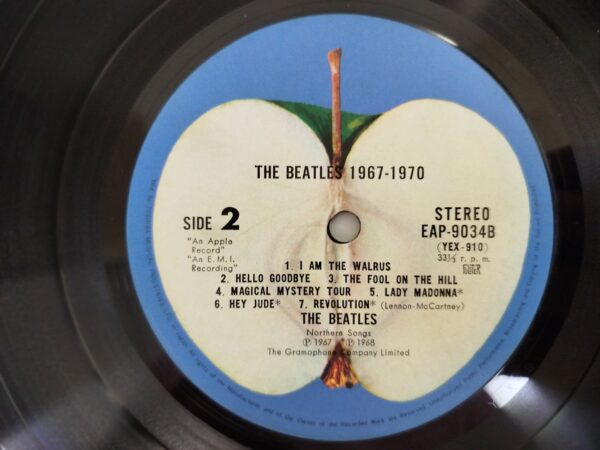 THE BEATLES 1967-1970
SIDE 2
"An Apple
Record"
"An E.M.I.
Recording"
STEREO
EAP-9034B
(YEX-910)
33⅓ r. p. m.
1. I AM THE WALRUS
2. HELLO GOODBYE 3. THE FOOL ON THE HILL
4. MAGICAL MYSTERY TOUR 5. LADY MADONNA*
6. HEY JUDE* 7. REVOLUTION* (Lennon-McCartney)
THE BEATLES
Northern Songs
Ⓟ 1967 *Ⓟ 1968
The Gramophone Company Limited